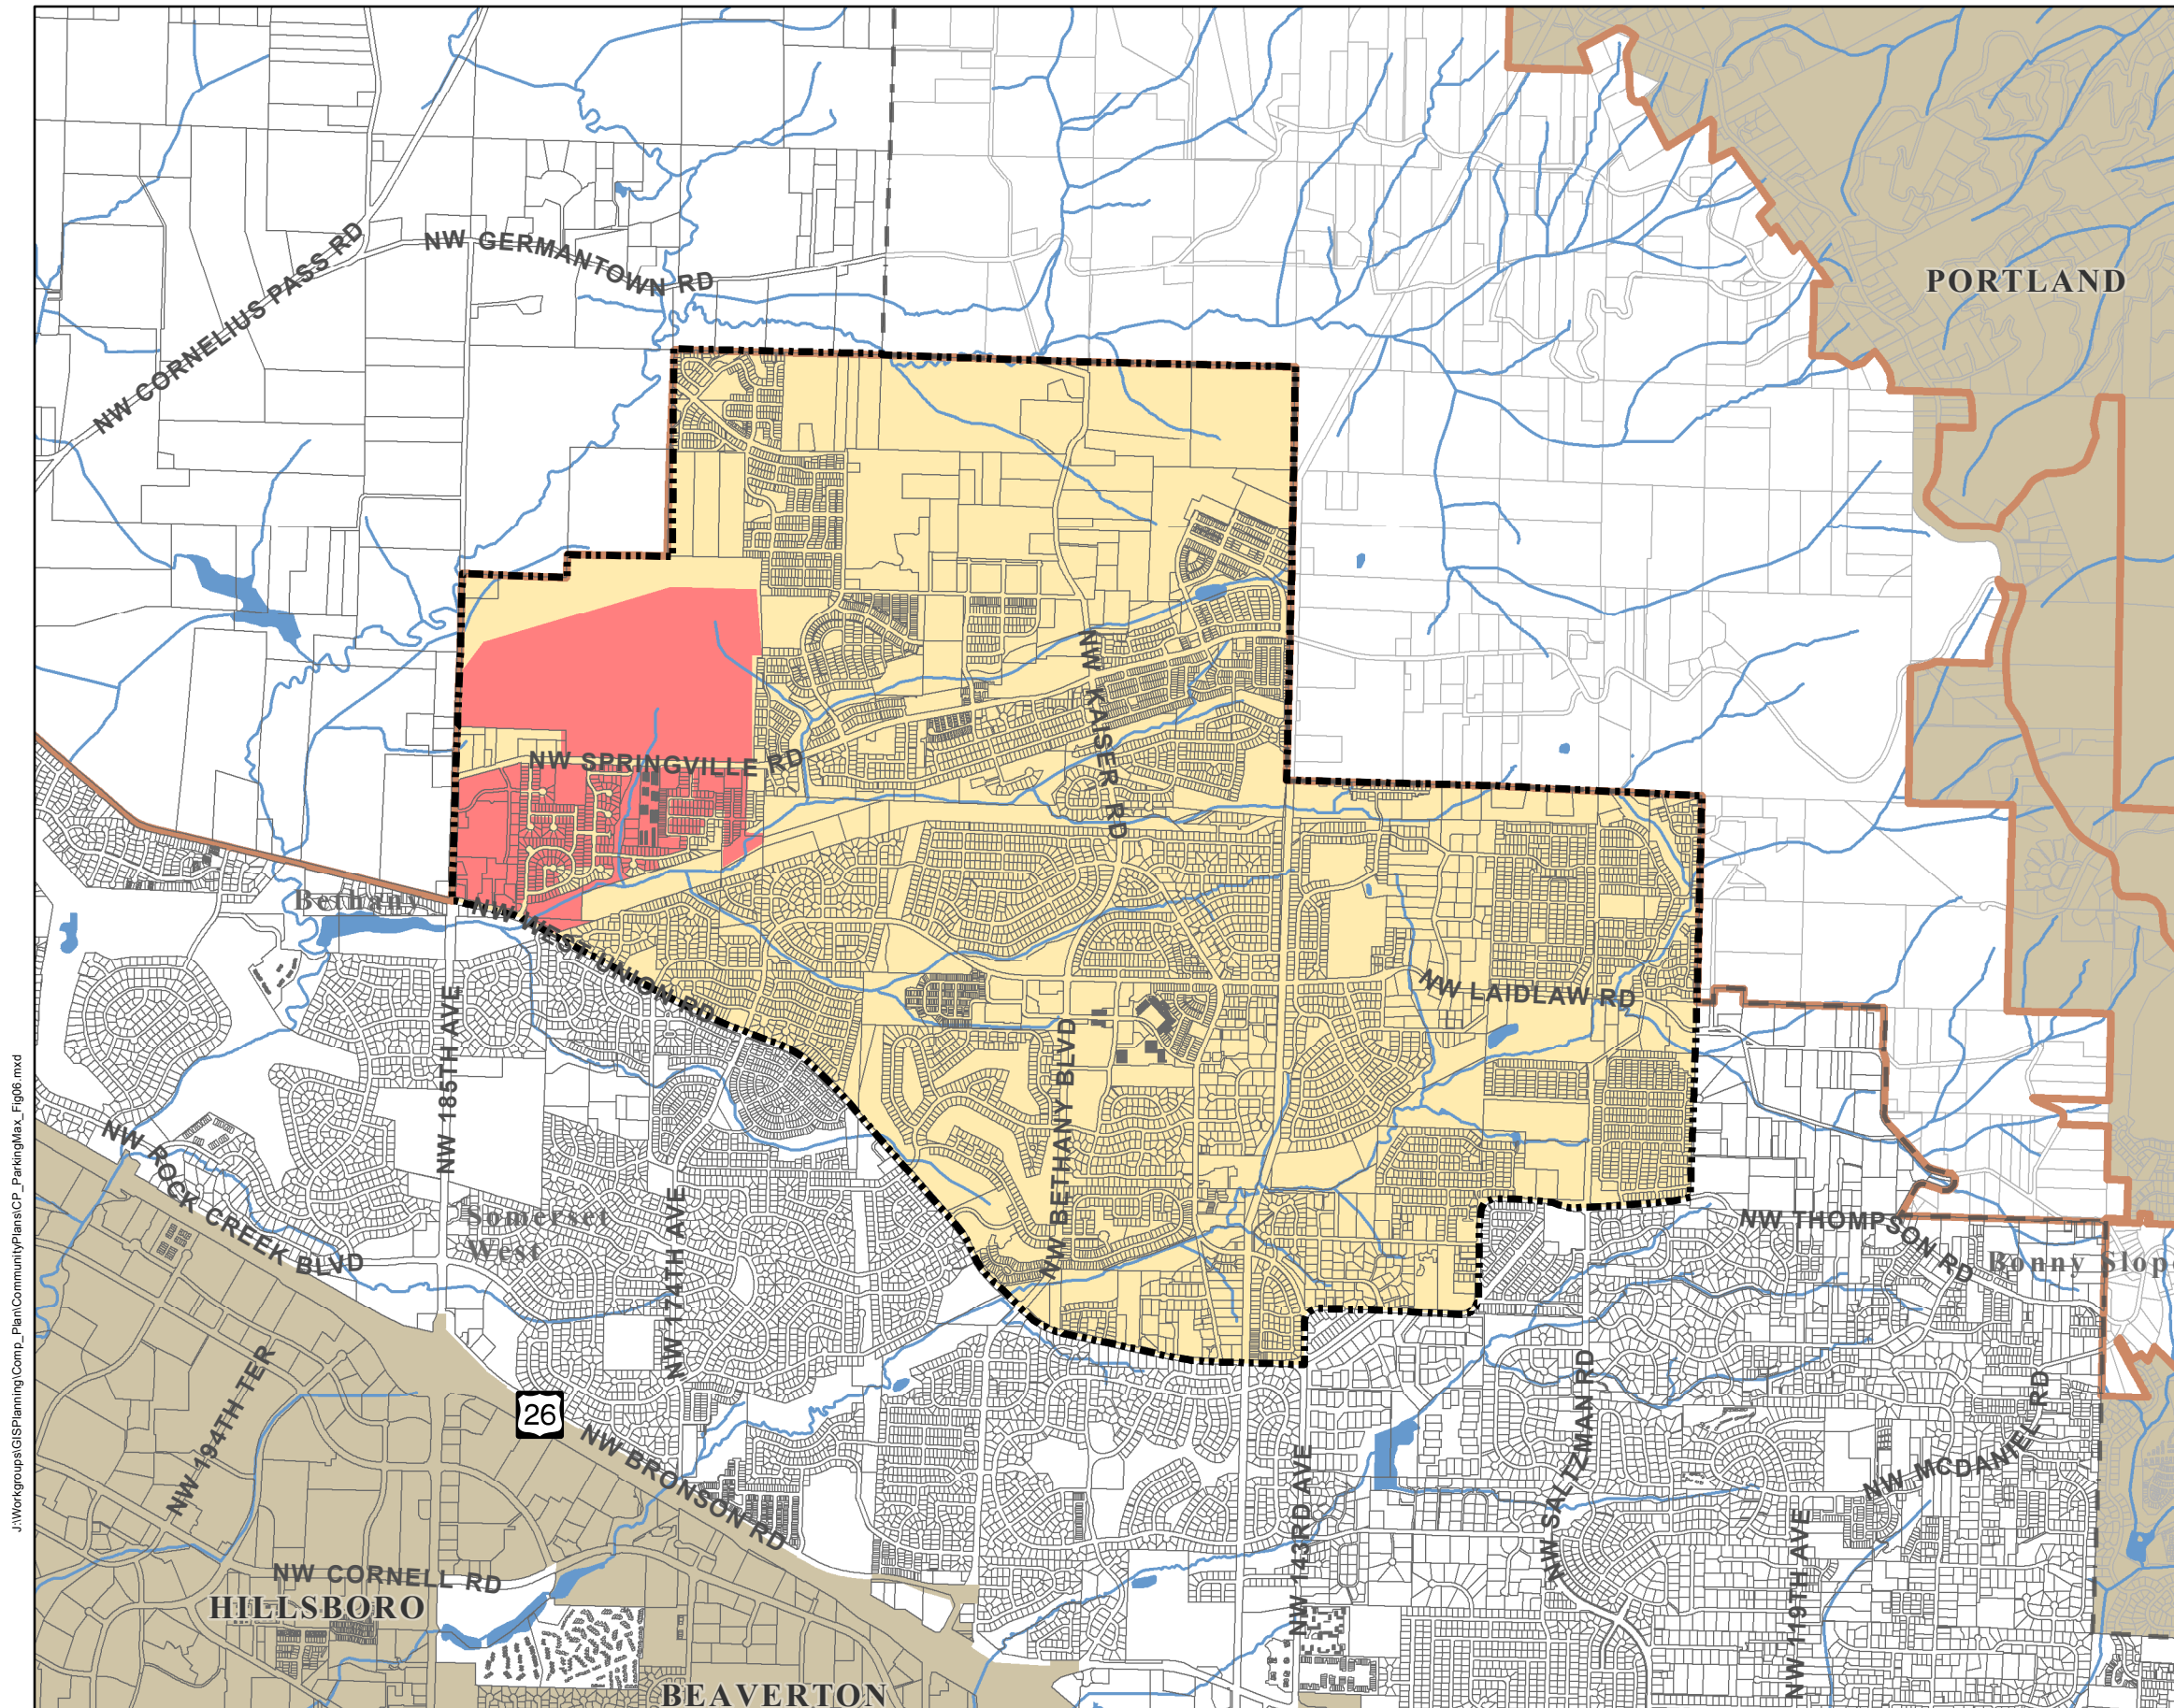 NW GERMANTOWN RD
NW CORNELIUS PASS RD
PORTLAND
NW KAISER RD
NW SPRINGVILLE RD
Bethany
NW WEST UNION RD
NW LAIDLAW RD
NW 185TH AVE
NW BETHANY BLVD
J:\Workgroups\GISPlanning\Comp_Plan\CommunityPlans\CP_ParkingMax_Fig06.mxd
NW ROCK CREEK BLVD
Somerset
West
NW 174TH AVE
NW THOMPSON RD
Bonny Slope
NW 194TH TER
26
NW BRONSON RD
NW SALTZMAN RD
NW MCDANIEL RD
NW 143RD AVE
NW 119TH AVE
NW CORNELL RD
HILLSBORO
BEAVERTON